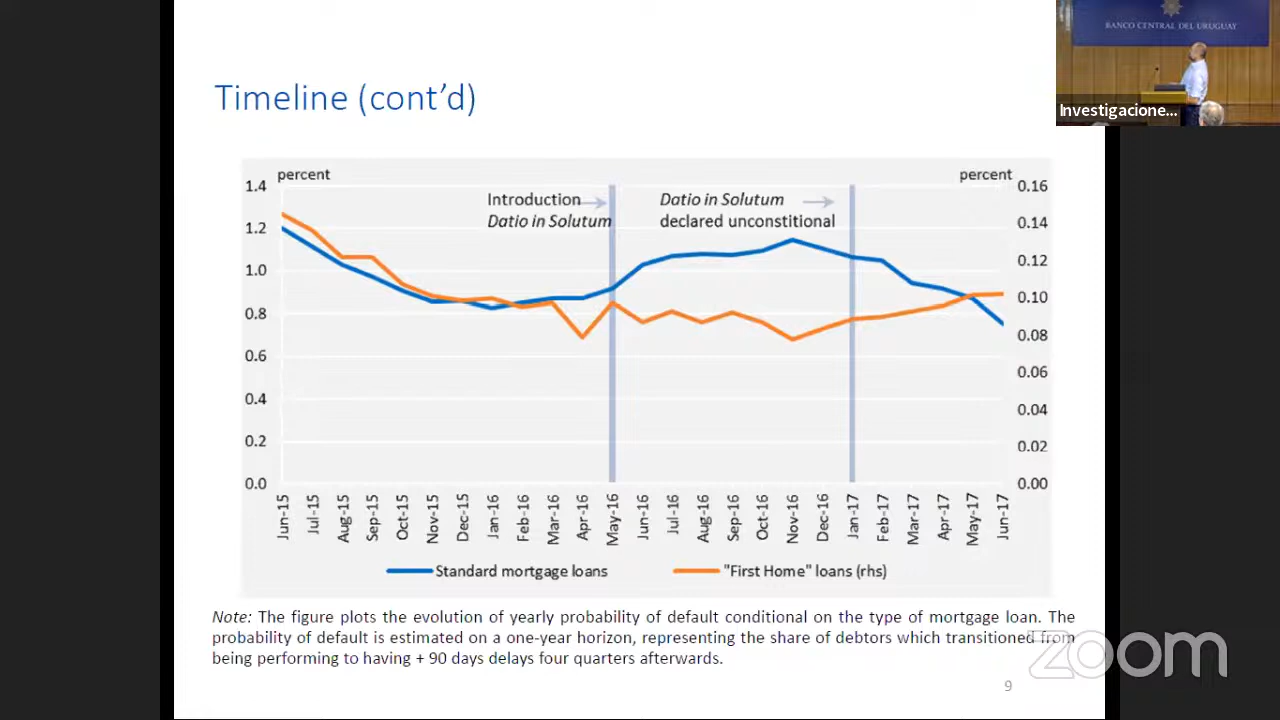 BANCO CENTRAL DEL URUGUAY
Investigacione...
Timeline (cont’d)
percent
percent
1.4
1.2
1.0
0.8
0.6
0.4
0.2
0.0
Introduction
Datio in Solutum
Datio in Solutum
declared unconstitional
0.16
0.14
0.12
0.10
0.08
0.06
0.04
0.02
0.00
Jun-15
Jul-15
Aug-15
Sep-15
Oct-15
Nov-15
Dec-15
Jan-16
Feb-16
Mar-16
Apr-16
May-16
Jun-16
Jul-16
Aug-16
Sep-16
Oct-16
Nov-16
Dec-16
Jan-17
Feb-17
Mar-17
Apr-17
May-17
Jun-17
Standard mortgage loans
"First Home" loans (rhs)
Note: The figure plots the evolution of yearly probability of default conditional on the type of mortgage loan. The
probability of default is estimated on a one-year horizon, representing the share of debtors which transitioned from
being performing to having + 90 days delays four quarters afterwards.
zoom
9